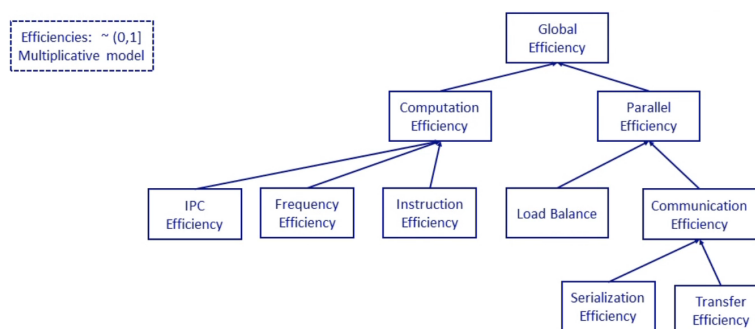 Efficiencies: ~ (0,1]
Multiplicative model
Global
Efficiency
Computation
Efficiency
Parallel
Efficiency
IPC
Efficiency
Frequency
Efficiency
Instruction
Efficiency
Load Balance
Communication
Efficiency
Serialization
Efficiency
Transfer
Efficiency